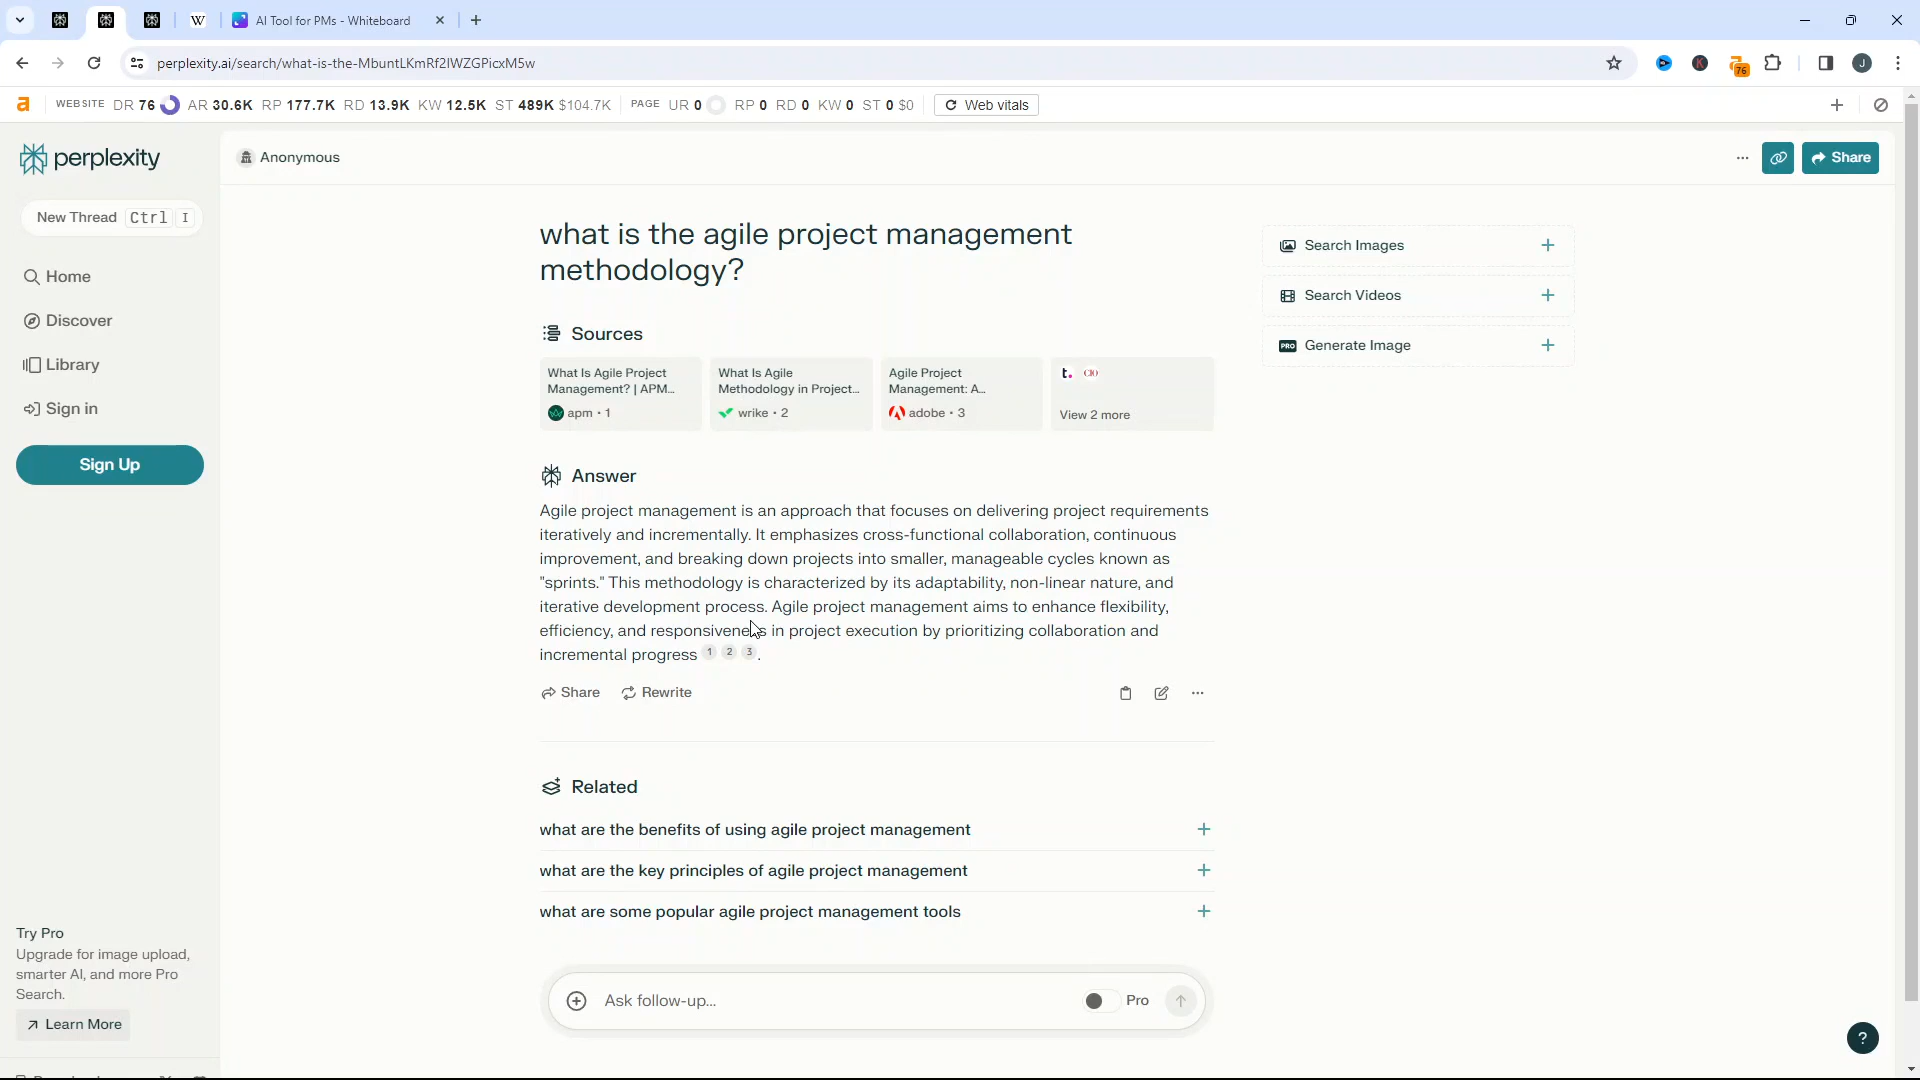 AI Tool for PMs - Whiteboard
perplexity.ai/search/what-is-the-MbuntLKmRf2lWZGPicxM5w
76
J
a WEBSITE DR 76 AR 30.6K RP 177.7K RD 13.9K KW 12.5K ST 489K $104.7K PAGE UR 0 RP 0 RD 0 KW 0 ST 0 $0 Web vitals
perplexity
Anonymous
Share
New Thread Ctrl I
Home
Discover
Library
Sign in
Sign Up
what is the agile project management
methodology?
Search Images
Search Videos
PRO Generate Image
Sources
What Is Agile Project
Management? | APM...
apm · 1
What Is Agile
Methodology in Project...
wrike · 2
Agile Project
Management: A...
adobe · 3
t. CIO
View 2 more
Answer
Agile project management is an approach that focuses on delivering project requirements
iteratively and incrementally. It emphasizes cross-functional collaboration, continuous
improvement, and breaking down projects into smaller, manageable cycles known as
"sprints." This methodology is characterized by its adaptability, non-linear nature, and
iterative development process. Agile project management aims to enhance flexibility,
efficiency, and responsiveness in project execution by prioritizing collaboration and
incremental progress 1 2 3 .
Share Rewrite
Related
what are the benefits of using agile project management
what are the key principles of agile project management
what are some popular agile project management tools
Ask follow-up...
Pro
Try Pro
Upgrade for image upload,
smarter AI, and more Pro
Search.
Learn More
?